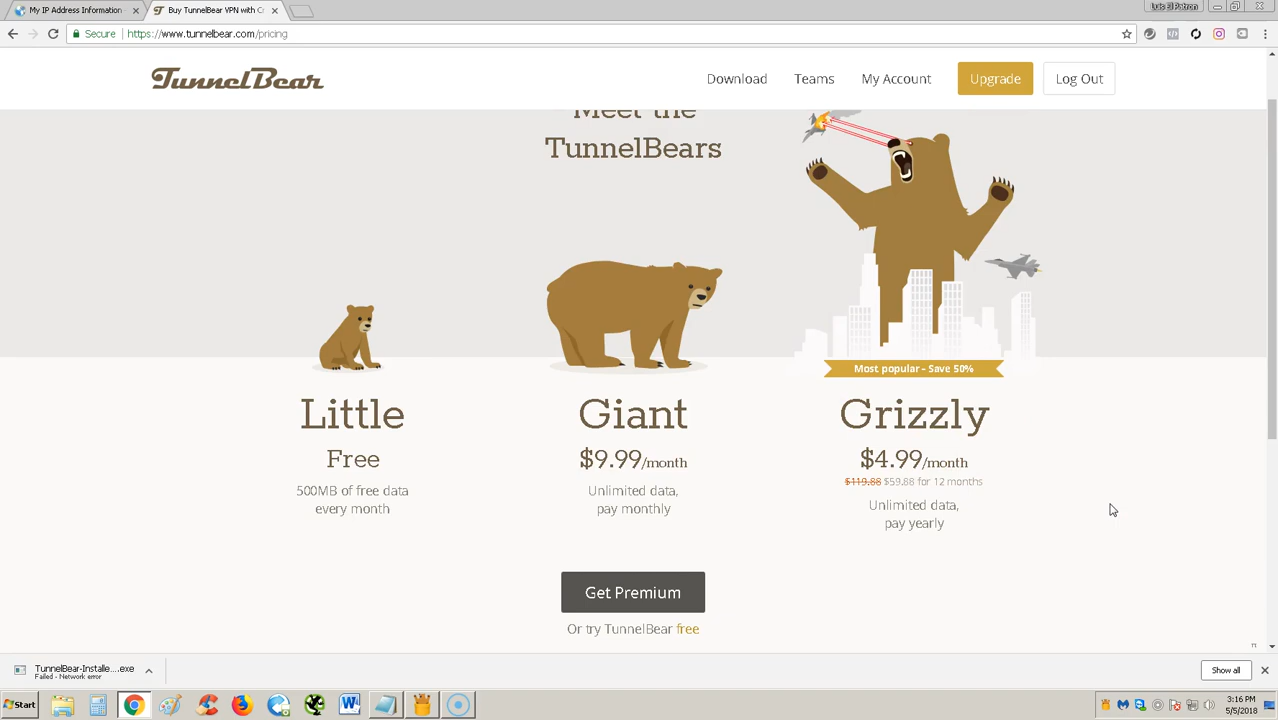 My IP Address Information
Buy TunnelBear VPN with C
Luis El Patron
Secure https://www.tunnelbear.com/pricing
TunnelBear
Download Teams My Account Upgrade Log Out
Meet the
TunnelBears
Most popular - Save 50%
Little
Free
500MB of free data
every month
Giant
$9.99/month
Unlimited data,
pay monthly
Grizzly
$4.99/month
$119.88 $59.88 for 12 months
Unlimited data,
pay yearly
Get Premium
Or try TunnelBear free
TunnelBear-Installe....exe
Failed - Network error
Show all
Start
3:16 PM
5/5/2018